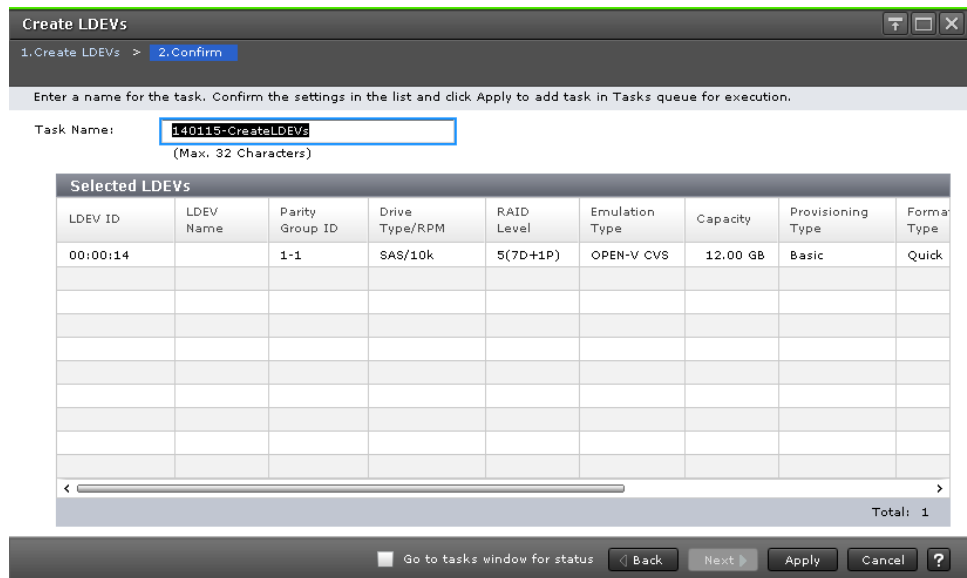 Create LDEVs
1.Create LDEVs > 2.Confirm
Enter a name for the task. Confirm the settings in the list and click Apply to add task in Tasks queue for execution.
Task Name: 140115-CreateLDEVs
(Max. 32 Characters)
Selected LDEVs
LDEV ID LDEV Name Parity Group ID Drive Type/RPM RAID Level Emulation Type Capacity Provisioning Type Forma Type
00:00:14 1-1 SAS/10k 5(7D+1P) OPEN-V CVS 12.00 GB Basic Quick
Total: 1
Go to tasks window for status Back Next Apply Cancel ?